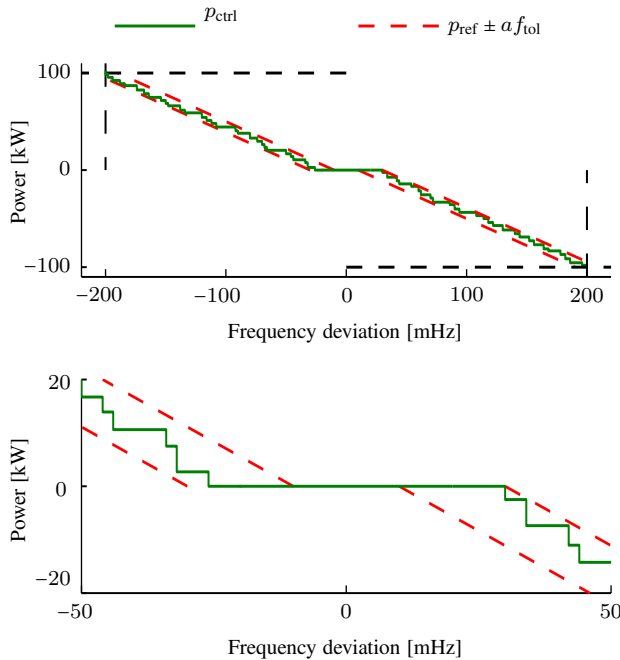 p_ctrl p_ref ± a f_tol
Power [kW]
100
0
−100
−200 −100 0 100 200
Frequency deviation [mHz]
Power [kW]
20
0
−20
−50 0 50
Frequency deviation [mHz]